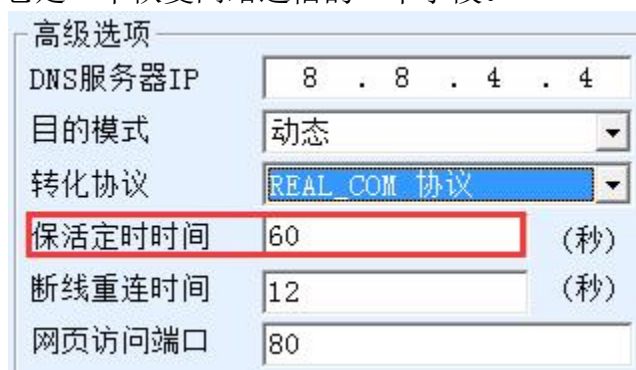 高级选项
DNS服务器IP 8 . 8 . 4 . 4
目的模式 动态
转化协议 REAL_COM 协议
保活定时时间 60 (秒)
断线重连时间 12 (秒)
网页访问端口 80